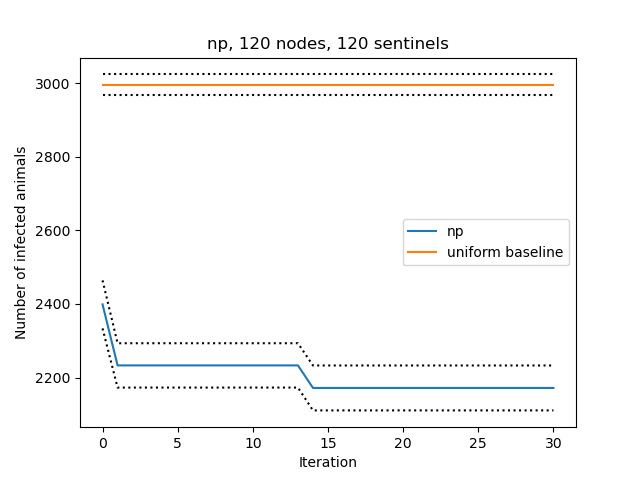 np, 120 nodes, 120 sentinels
Number of infected animals
3000
2800
2600
2400
2200
np
uniform baseline
0 5 10 15 20 25 30
Iteration